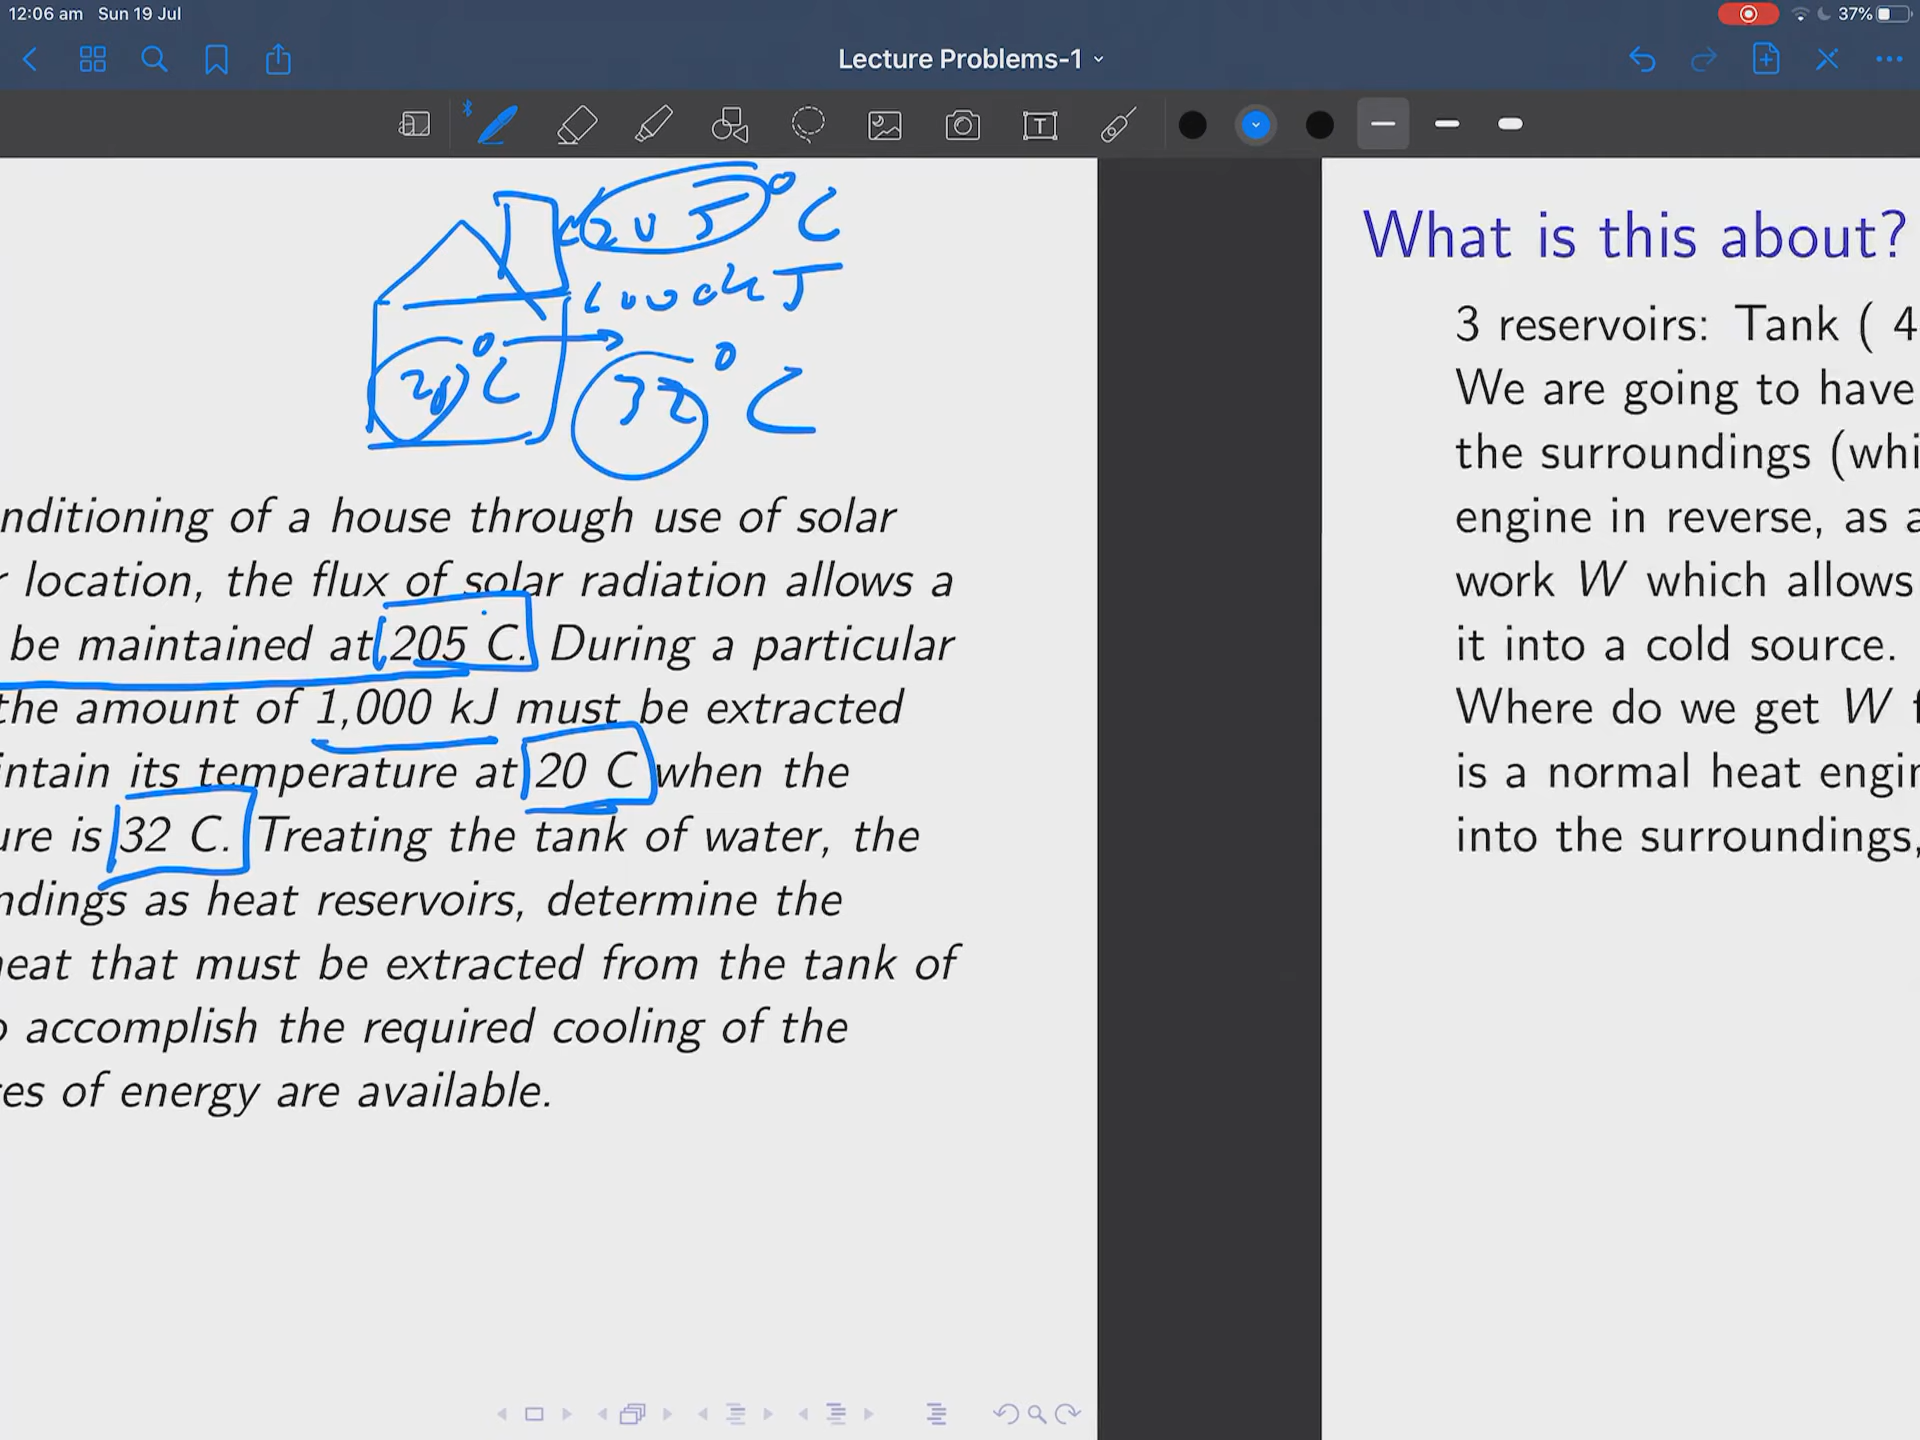 12:06 am Sun 19 Jul
37%
Lecture Problems-1
205°C
1000kJ
20°C
32°C
nditioning of a house through use of solar
r location, the flux of solar radiation allows a
be maintained at 205 C. During a particular
the amount of 1,000 kJ must be extracted
intain its temperature at 20 C when the
ure is 32 C. Treating the tank of water, the
ndings as heat reservoirs, determine the
heat that must be extracted from the tank of
o accomplish the required cooling of the
es of energy are available.
What is this about?
3 reservoirs: Tank ( 4
We are going to have
the surroundings (whi
engine in reverse, as a
work W which allows
it into a cold source.
Where do we get W f
is a normal heat engin
into the surroundings,